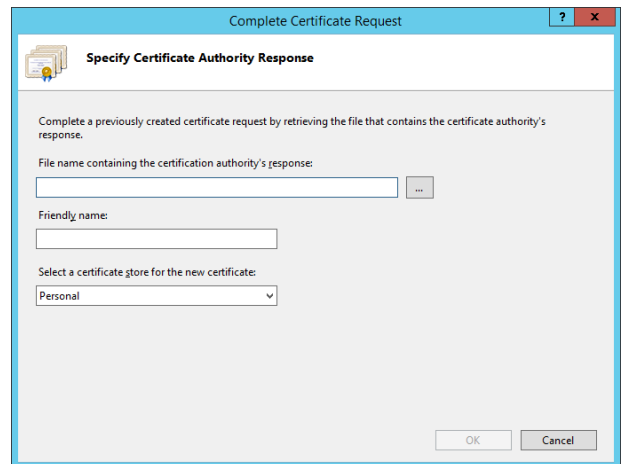 Complete Certificate Request
? x
Specify Certificate Authority Response
Complete a previously created certificate request by retrieving the file that contains the certificate authority's
response.
File name containing the certification authority's response:
...
Friendly name:
Select a certificate store for the new certificate:
Personal
OK Cancel